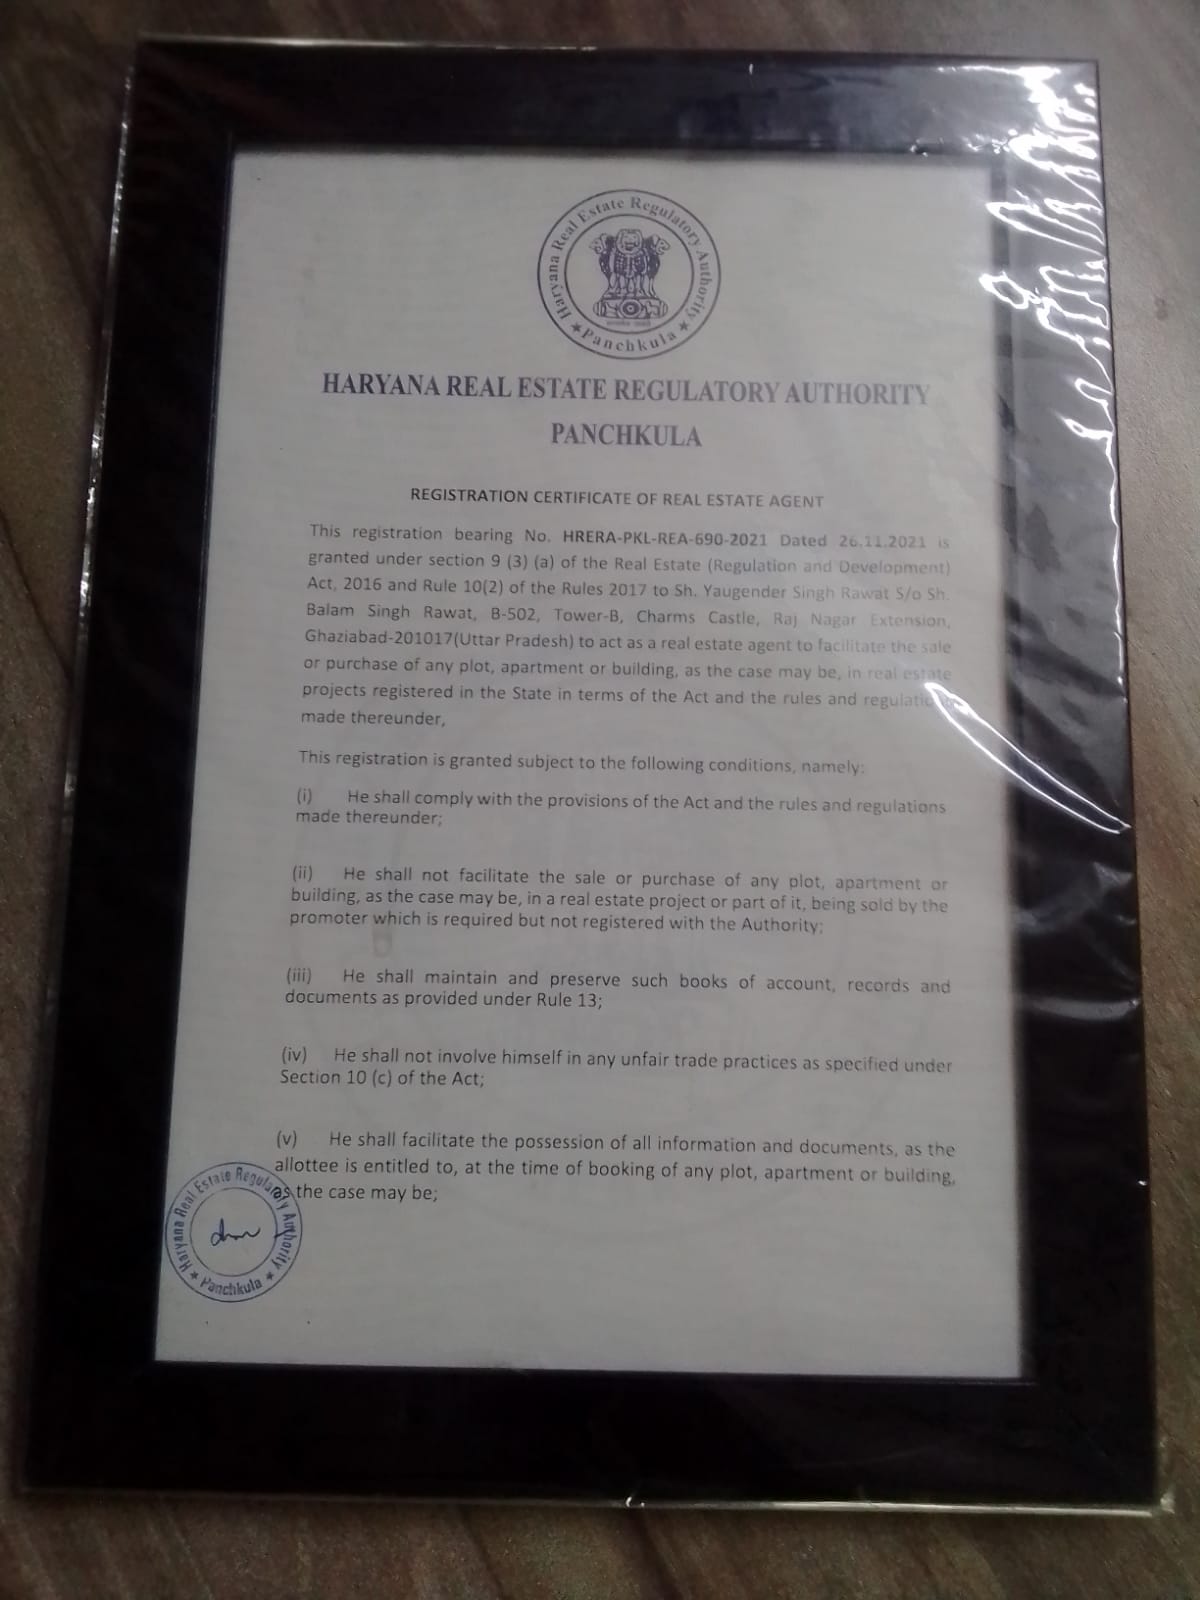 Haryana Real Estate Regulatory Authority
★ Panchkula ★
HARYANA REAL ESTATE REGULATORY AUTHORITY
PANCHKULA
REGISTRATION CERTIFICATE OF REAL ESTATE AGENT
This registration bearing No. HRERA-PKL-REA-690-2021 Dated 26.11.2021 is
granted under section 9 (3) (a) of the Real Estate (Regulation and Development)
Act, 2016 and Rule 10(2) of the Rules 2017 to Sh. Yaugender Singh Rawat S/o Sh.
Balam Singh Rawat, B-502, Tower-B, Charms Castle, Raj Nagar Extension,
Ghaziabad-201017(Uttar Pradesh) to act as a real estate agent to facilitate the sale
or purchase of any plot, apartment or building, as the case may be, in real estate
projects registered in the State in terms of the Act and the rules and regulations
made thereunder,
This registration is granted subject to the following conditions, namely:
(i) He shall comply with the provisions of the Act and the rules and regulations
made thereunder;
(ii) He shall not facilitate the sale or purchase of any plot, apartment or
building, as the case may be, in a real estate project or part of it, being sold by the
promoter which is required but not registered with the Authority;
(iii) He shall maintain and preserve such books of account, records and
documents as provided under Rule 13;
(iv) He shall not involve himself in any unfair trade practices as specified under
Section 10 (c) of the Act;
(v) He shall facilitate the possession of all information and documents, as the
allottee is entitled to, at the time of booking of any plot, apartment or building,
as the case may be;
Haryana Real Estate Regulatory Authority
★ Panchkula ★